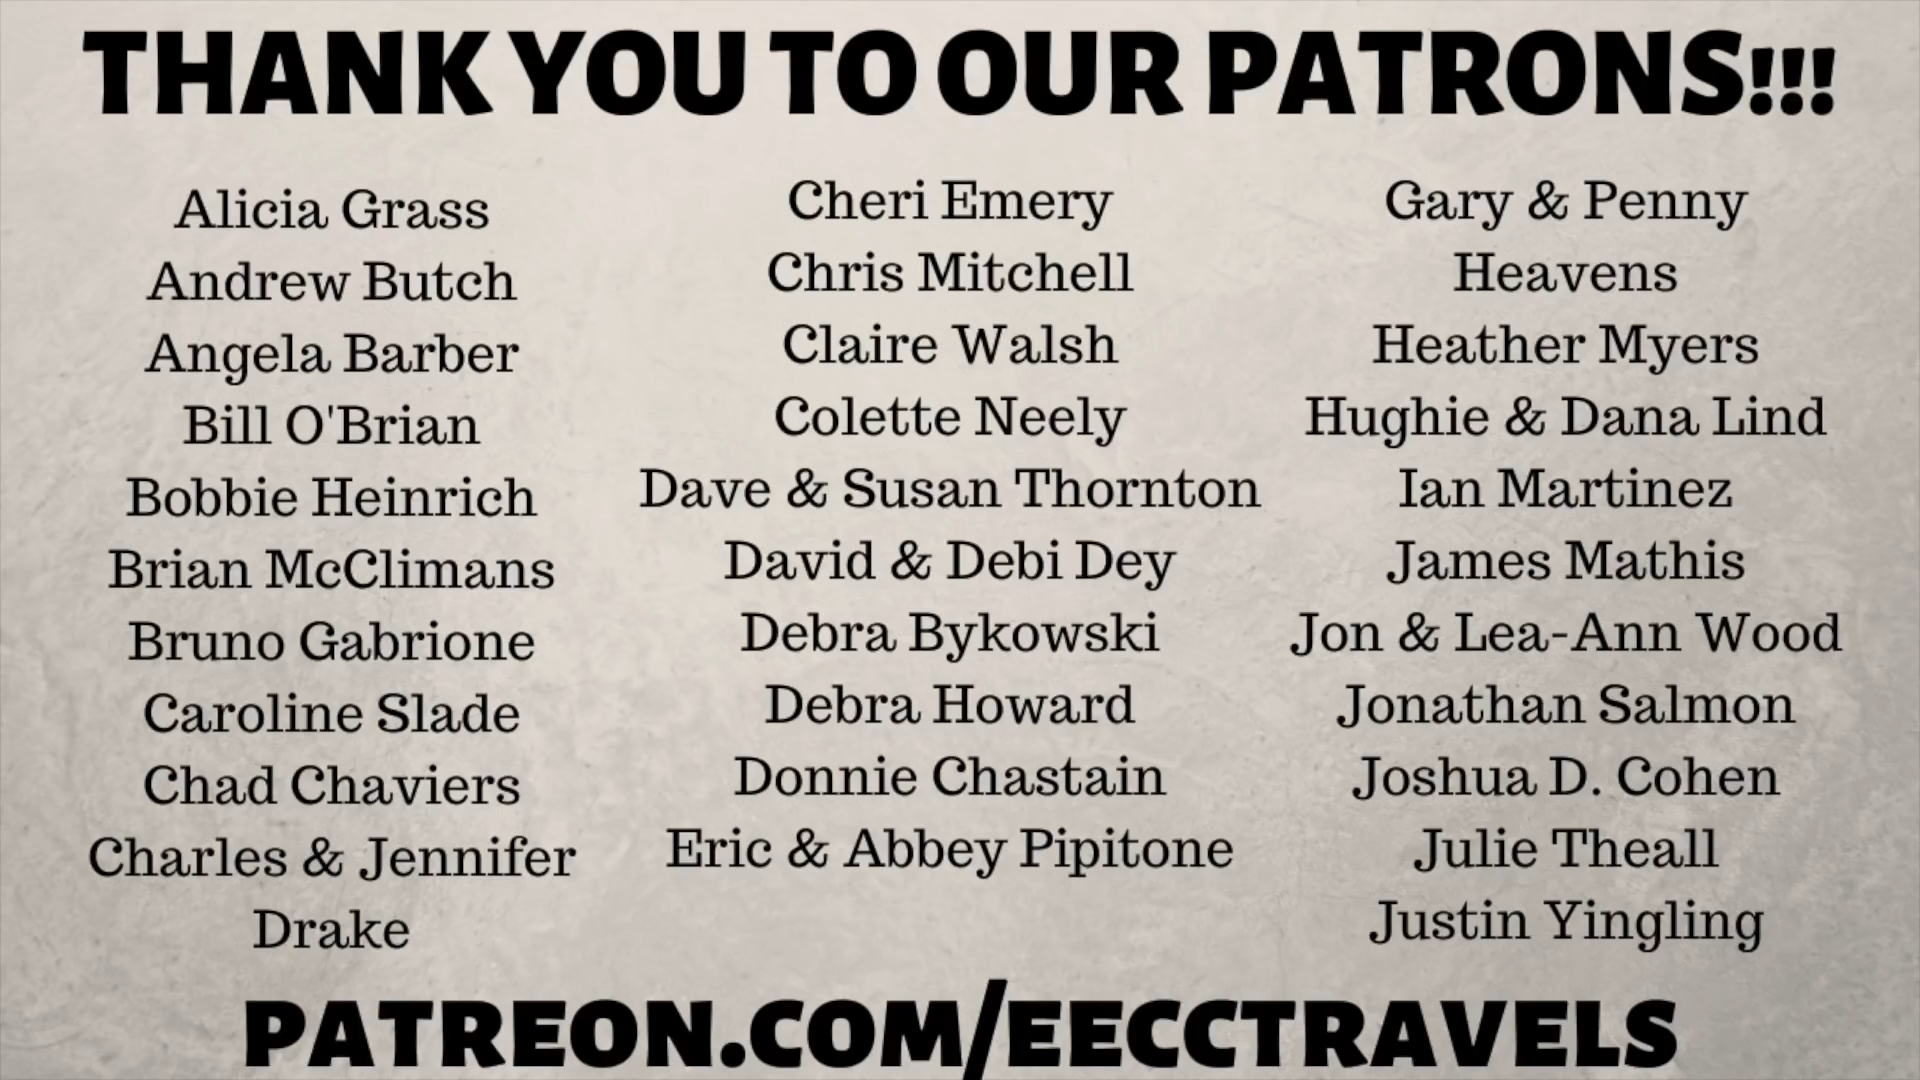 THANK YOU TO OUR PATRONS!!!
Alicia Grass
Andrew Butch
Angela Barber
Bill O'Brian
Bobbie Heinrich
Brian McClimans
Bruno Gabrione
Caroline Slade
Chad Chaviers
Charles & Jennifer
Drake
Cheri Emery
Chris Mitchell
Claire Walsh
Colette Neely
Dave & Susan Thornton
David & Debi Dey
Debra Bykowski
Debra Howard
Donnie Chastain
Eric & Abbey Pipitone
Gary & Penny
Heavens
Heather Myers
Hughie & Dana Lind
Ian Martinez
James Mathis
Jon & Lea-Ann Wood
Jonathan Salmon
Joshua D. Cohen
Julie Theall
Justin Yingling
PATREON.COM/EECCTRAVELS